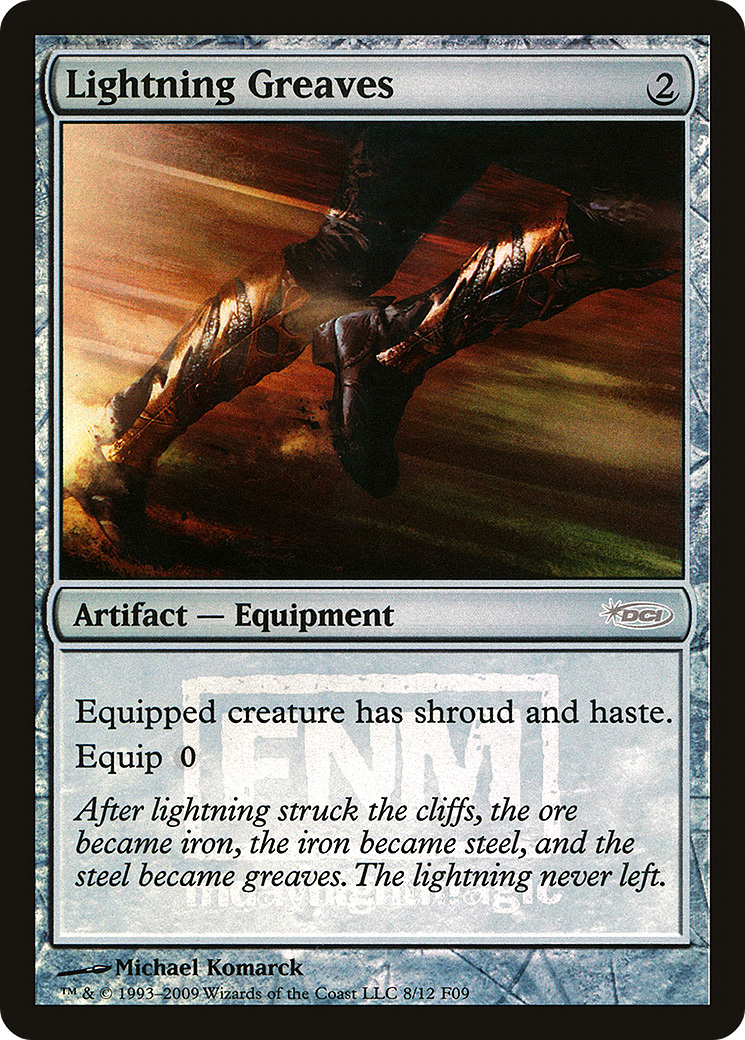 Lightning Greaves
2
Artifact — Equipment
DCI
Equipped creature has shroud and haste.
Equip 0
After lightning struck the cliffs, the ore
became iron, the iron became steel, and the
steel became greaves. The lightning never left.
FNM
Michael Komarck
™ & © 1993–2009 Wizards of the Coast LLC 8/12 F09